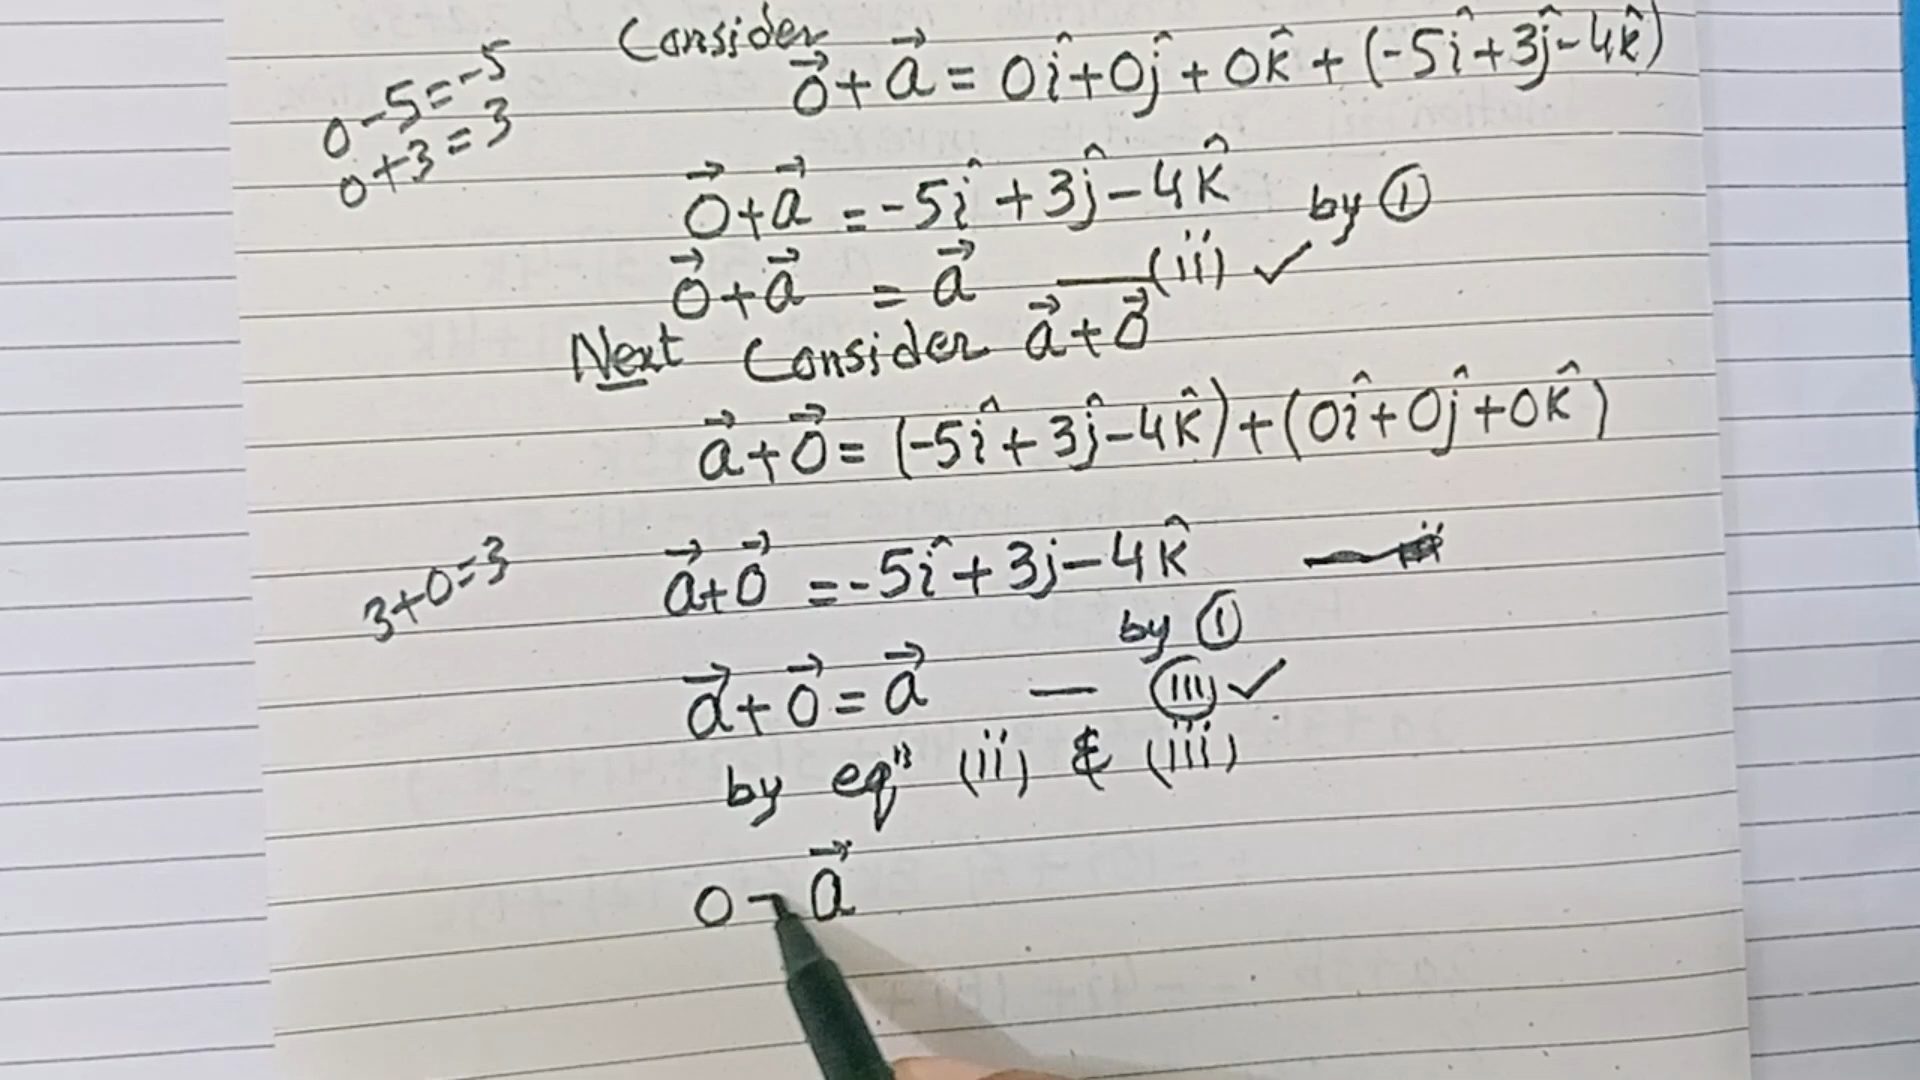 Consider
0 - 5 = -5
0 + 3 = 3
o⃗ + a⃗ = 0î + 0ĵ + 0k̂ + (-5î + 3ĵ - 4k̂)
o⃗ + a⃗ = -5î + 3ĵ - 4k̂ by ①
o⃗ + a⃗ = a⃗ —(ii) ✓
Next Consider a⃗ + o⃗
a⃗ + o⃗ = (-5î + 3ĵ - 4k̂) + (0î + 0ĵ + 0k̂)
3 + 0 = 3
a⃗ + o⃗ = -5î + 3j - 4k̂
by ①
a⃗ + o⃗ = a⃗ — (iii) ✓
by eqⁿ (ii) & (iii)
o - a⃗